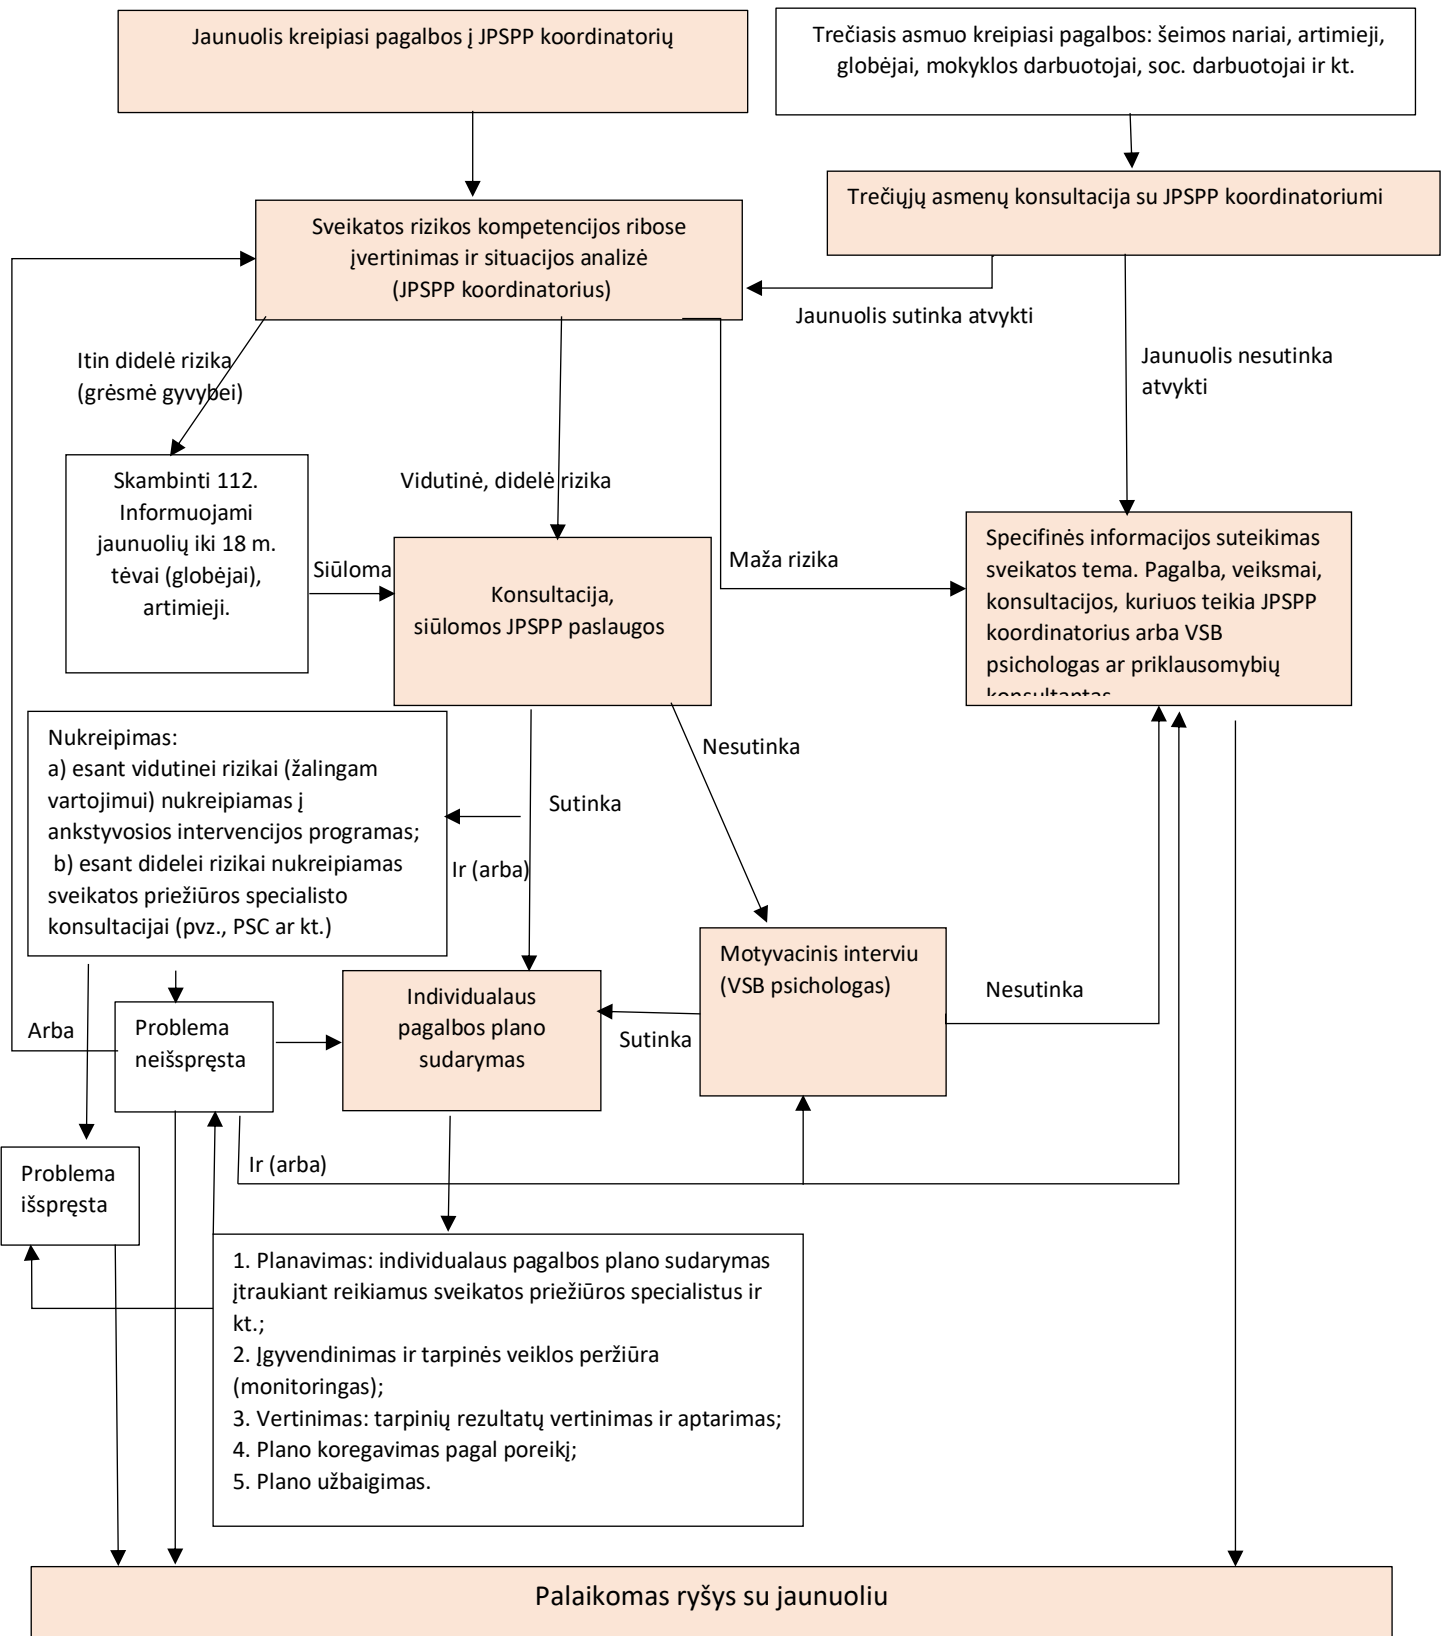 Jaunuolis kreipiasi pagalbos į JPSPP koordinatorių
Trečiasis asmuo kreipiasi pagalbos: šeimos nariai, artimieji,
globėjai, mokyklos darbuotojai, soc. darbuotojai ir kt.
Trečiųjų asmenų konsultacija su JPSPP koordinatoriumi
Sveikatos rizikos kompetencijos ribose
įvertinimas ir situacijos analizė
(JPSPP koordinatorius)
Jaunuolis sutinka atvykti
Jaunuolis nesutinka
atvykti
Itin didelė rizika
(grėsmė gyvybei)
Skambinti 112.
Informuojami
jaunuolių iki 18 m.
tėvai (globėjai),
artimieji.
Vidutinė, didelė rizika
Siūloma
Konsultacija,
siūlomos JPSPP paslaugos
Maža rizika
Specifinės informacijos suteikimas
sveikatos tema. Pagalba, veiksmai,
konsultacijos, kuriuos teikia JPSPP
koordinatorius arba VSB
psichologas ar priklausomybių
konsultantas
Nukreipimas:
a) esant vidutinei rizikai (žalingam
vartojimui) nukreipiamas į
ankstyvosios intervencijos programas;
b) esant didelei rizikai nukreipiamas
sveikatos priežiūros specialisto
konsultacijai (pvz., PSC ar kt.)
Nesutinka
Sutinka
Ir (arba)
Motyvacinis interviu
(VSB psichologas)
Nesutinka
Individualaus
pagalbos plano
sudarymas
Sutinka
Arba
Problema
neišspręsta
Ir (arba)
Problema
išspręsta
1. Planavimas: individualaus pagalbos plano sudarymas
įtraukiant reikiamus sveikatos priežiūros specialistus ir
kt.;
2. Įgyvendinimas ir tarpinės veiklos peržiūra
(monitoringas);
3. Vertinimas: tarpinių rezultatų vertinimas ir aptarimas;
4. Plano koregavimas pagal poreikį;
5. Plano užbaigimas.
Palaikomas ryšys su jaunuoliu